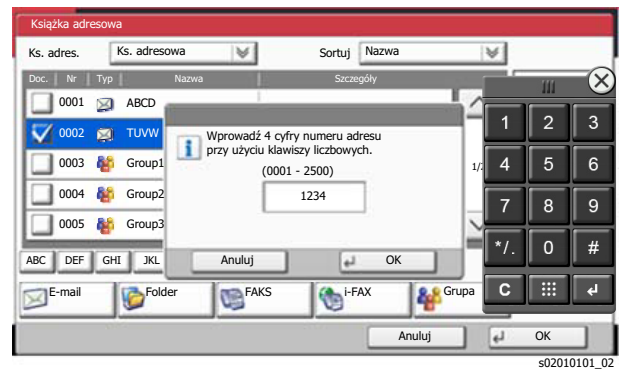 Książka adresowa
Ks. adres. Ks. adresowa Sortuj Nazwa
Doc. Nr Typ Nazwa Szczegóły
0001 ABCD
0002 TUVW
0003 Group1
0004 Group2
0005 Group3
Wprowadź 4 cyfry numeru adresu
przy użyciu klawiszy liczbowych.
(0001 - 2500)
1234
Anuluj OK
1 2 3
4 5 6
7 8 9
*/. 0 #
C
ABC DEF GHI JKL
E-mail Folder FAKS i-FAX Grupa
Anuluj OK
s02010101_02